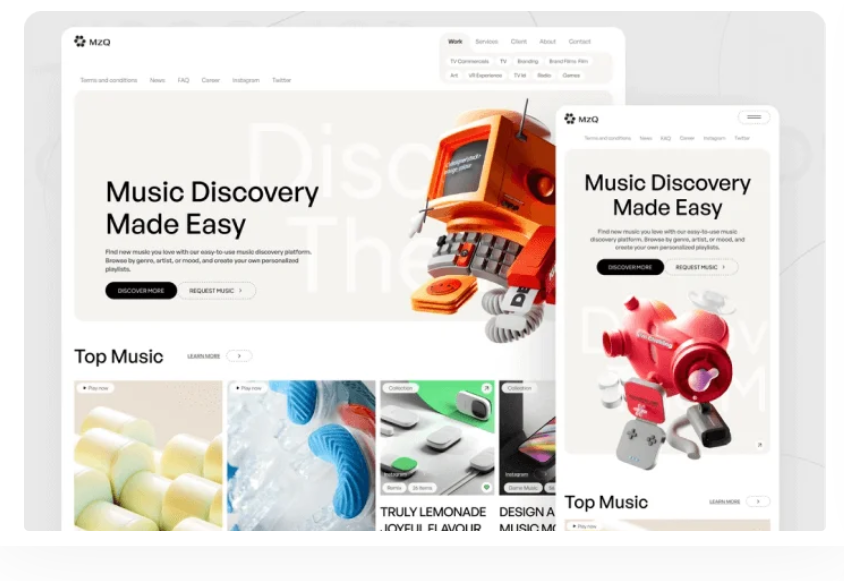 MZQ
Work Services Client About Contact
TV Commercials TV Branding Brand Films Film
Art VR Experience TV M Radio Games
Terms and conditions News FAQ Career Instagram Twitter
Disc
The
Music Discovery
Made Easy
Find new music you love with our easy-to-use music discovery platform.
Browse by genre, artist, or mood, and create your own personalized
playlists.
DISCOVER MORE REQUEST MUSIC
Top Music LEARN MORE
Play now
Play now
Collection
Instagram
Remix 26 items
TRULY LEMONADE
JOYFUL FLAVOUR
Collection
Instagram
Demo Music
DESIGN A
MUSIC MO
MZQ
Terms and conditions News FAQ Career Instagram Twitter
Music Discovery
Made Easy
Find new music you love with our easy-to-use music
discovery platform. Browse by genre, artist, or mood, and
create your own personalized playlists.
DISCOVER MORE REQUEST MUSIC
Top Music LEARN MORE
Play now